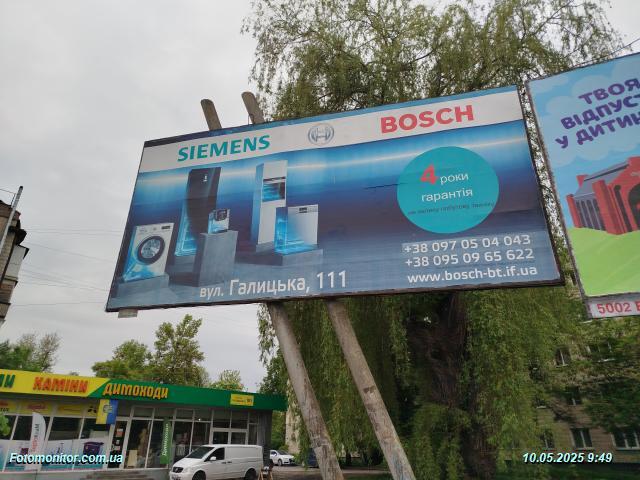 SIEMENS
BOSCH
4 роки
гарантія
+38 097 05 04 043
+38 095 09 65 622
www.bosch-bt.if.ua
вул. Галицька, 111
ТВОЯ
ВІДПУСТ
У ДИТИН
5002
КАМІНИ
ДИМОХОДИ
Fotomonitor.com.ua
10.05.2025 9:49